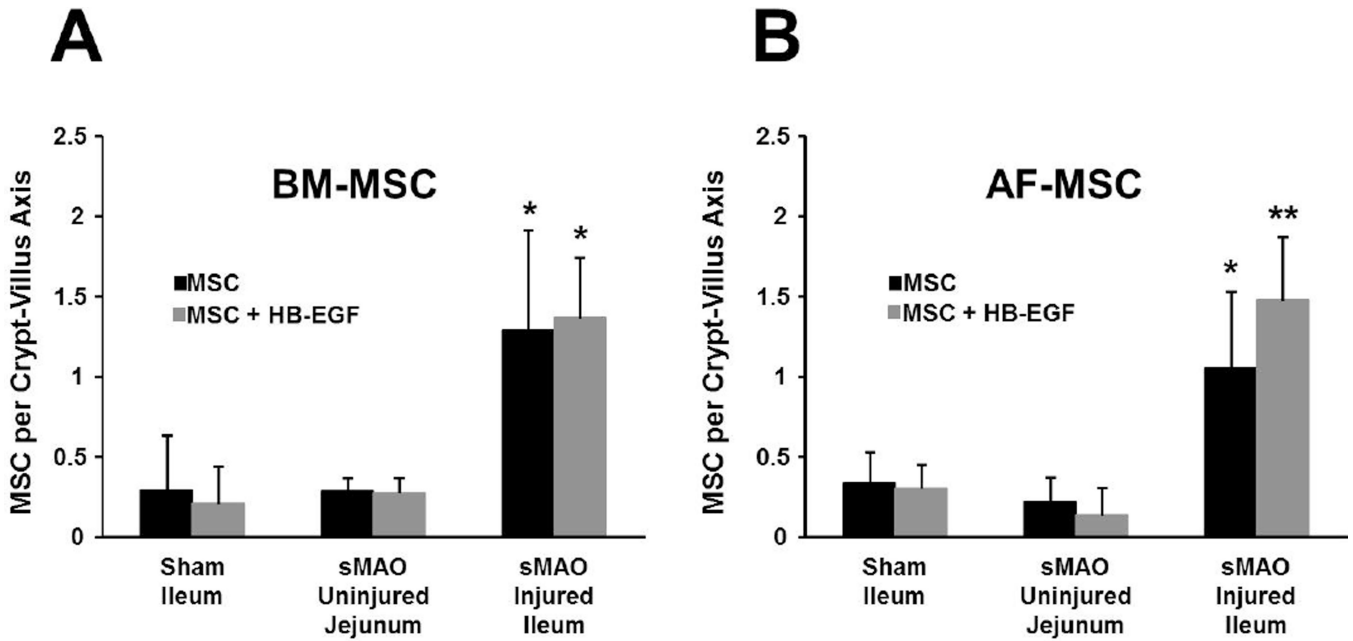 A
MSC per Crypt-Villus Axis
2.5
2
1.5
1
0.5
0
BM-MSC
* *
MSC
MSC + HB-EGF
Sham
Ileum
sMAO
Uninjured
Jejunum
sMAO
Injured
Ileum
B
MSC per Crypt-Villus Axis
2.5
2
1.5
1
0.5
0
AF-MSC
* **
MSC
MSC + HB-EGF
Sham
Ileum
sMAO
Uninjured
Jejunum
sMAO
Injured
Ileum